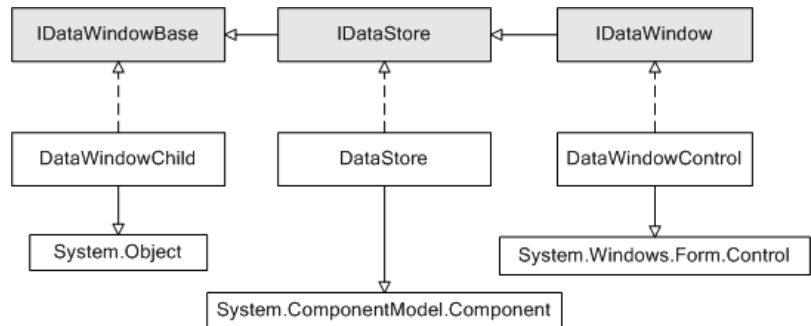 IDataWindowBase
IDataStore
IDataWindow
DataWindowChild
DataStore
DataWindowControl
System.Object
System.Windows.Form.Control
System.ComponentModel.Component